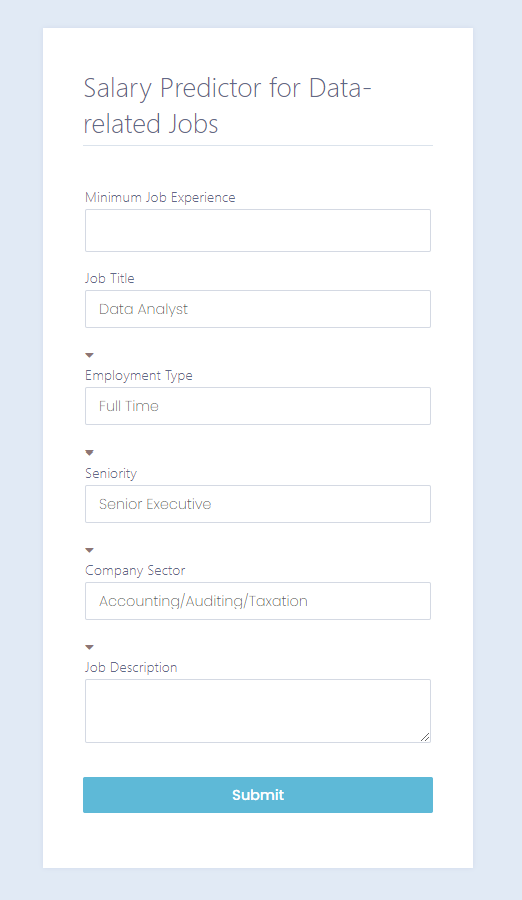 Salary Predictor for Data-
related Jobs
Minimum Job Experience
Job Title
Data Analyst
Employment Type
Full Time
Seniority
Senior Executive
Company Sector
Accounting/Auditing/Taxation
Job Description
Submit